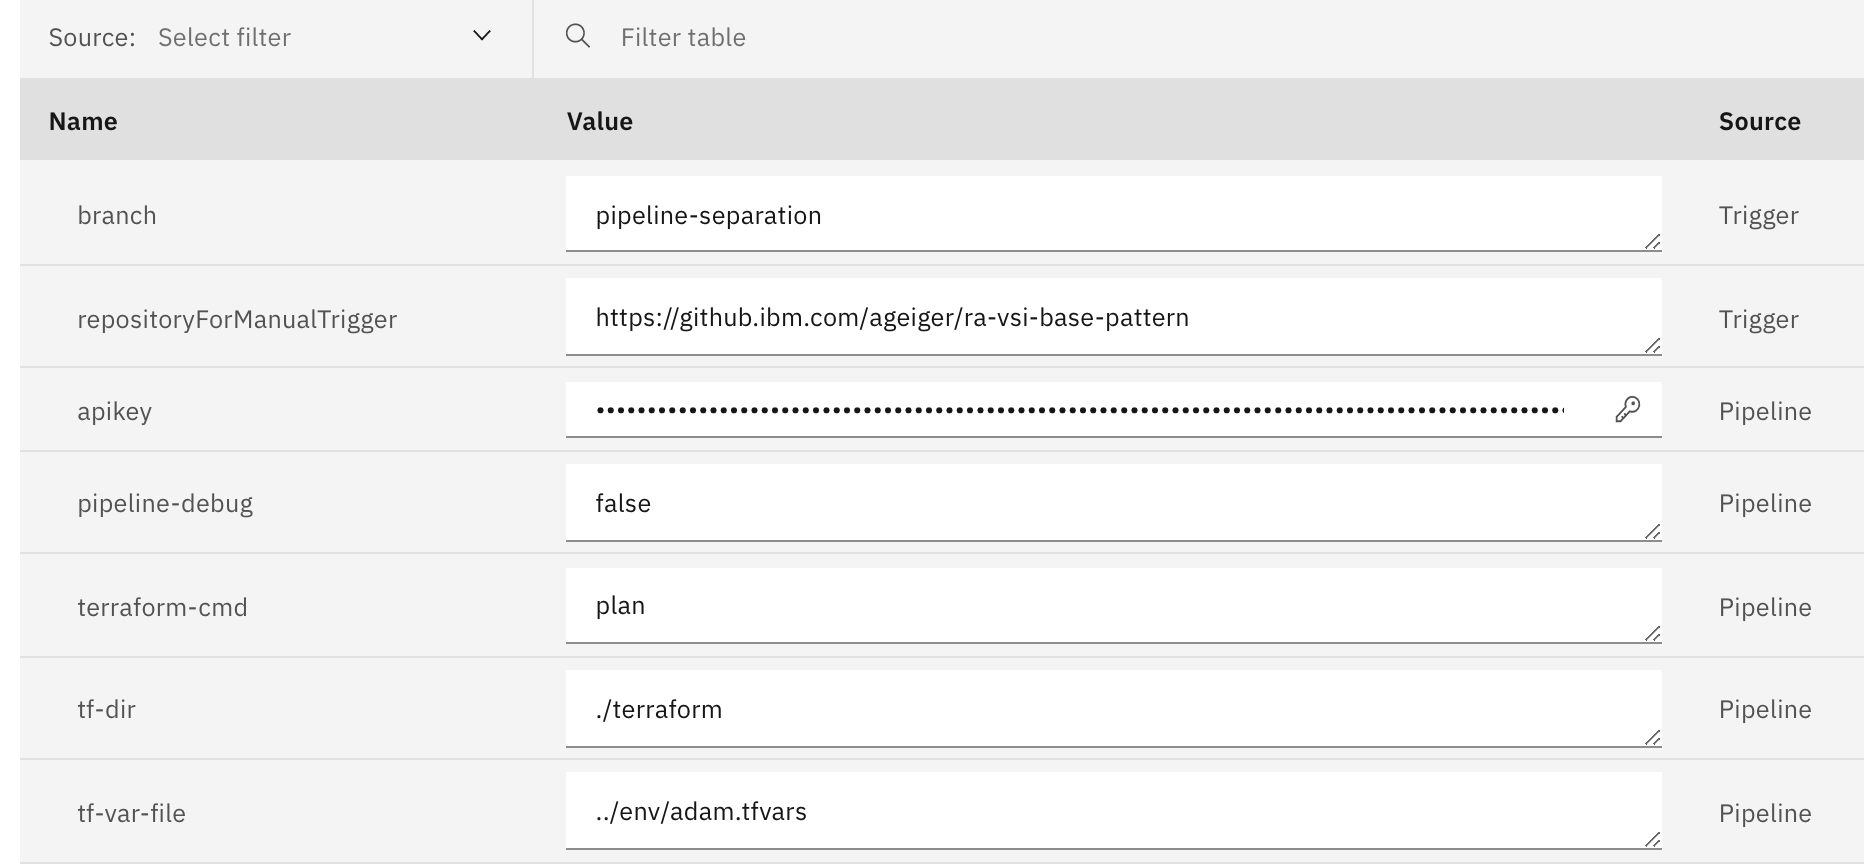 Source: Select filter Filter table
Name Value Source
branch pipeline-separation Trigger
repositoryForManualTrigger https://github.ibm.com/ageiger/ra-vsi-base-pattern Trigger
apikey Pipeline
pipeline-debug false Pipeline
terraform-cmd plan Pipeline
tf-dir ./terraform Pipeline
tf-var-file ../env/adam.tfvars Pipeline